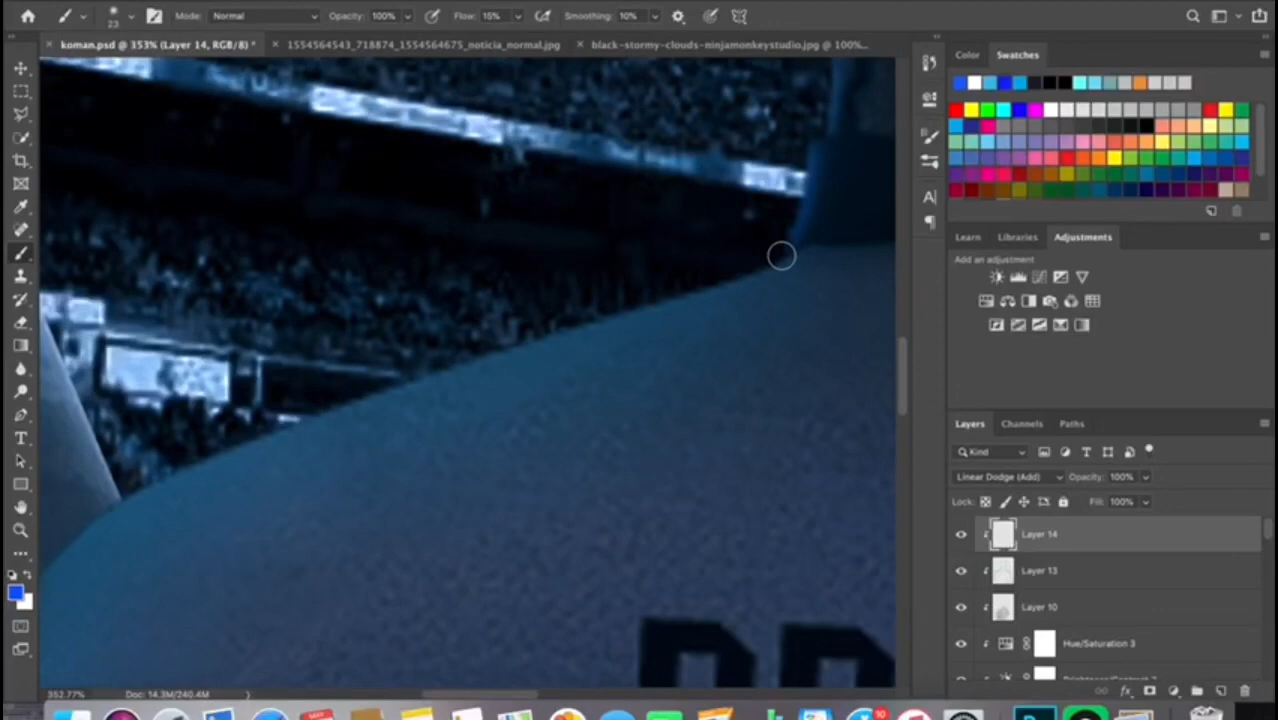 23 Mode: Normal Opacity: 100% Flow: 15% Smoothing: 10%
× koman.psd @ 353% (Layer 14, RGB/8) * × 1554564543_718874_1554564675_noticia_normal.jpg × black-stormy-clouds-ninjamonkeystudio.jpg @ 100%...
Color Swatches
Learn Libraries Adjustments
Add an adjustment
Layers Channels Paths
Kind
Linear Dodge (Add) Opacity: 100%
Lock: Fill: 100%
Layer 14
Layer 13
Layer 10
Hue/Saturation 3
352.77% Doc: 14.3M/240.4M
10